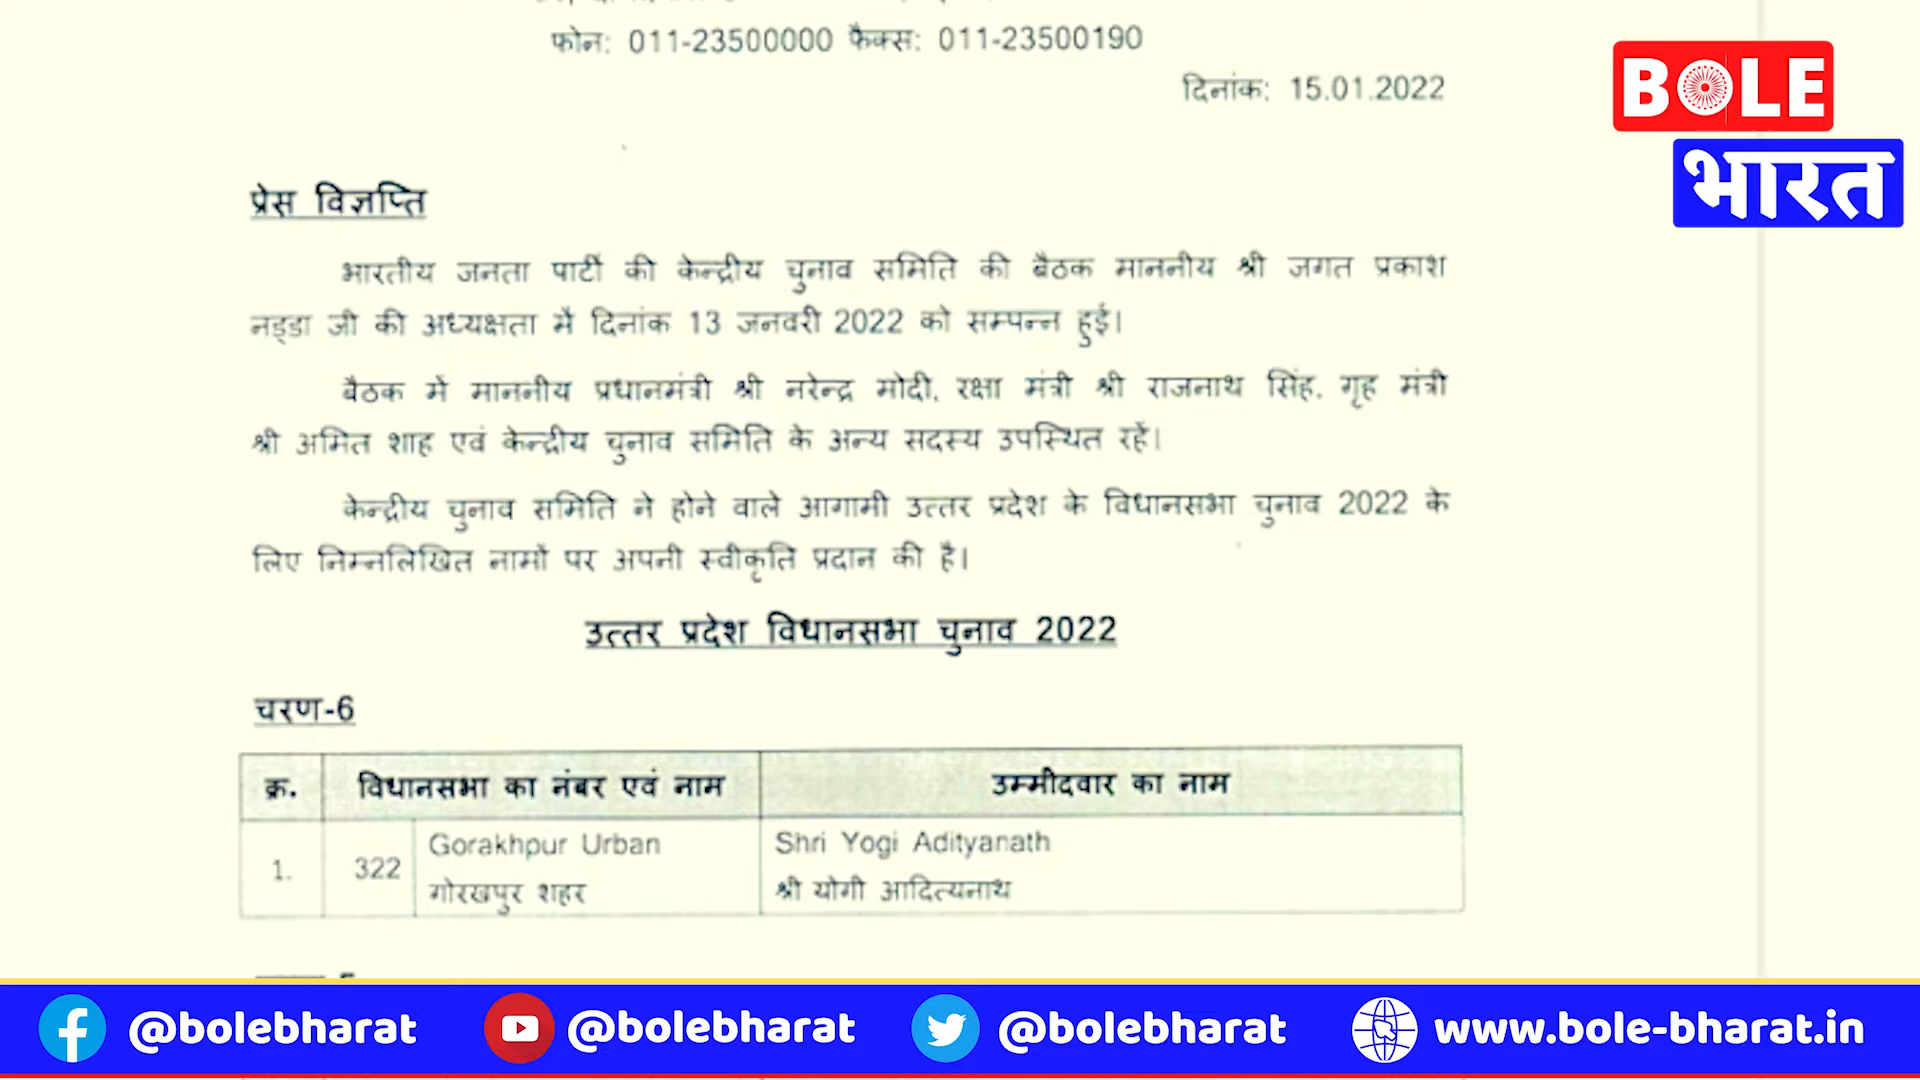 फोन: 011-23500000 फैक्स: 011-23500190
दिनांक: 15.01.2022
BOLE
भारत
प्रेस विज्ञप्ति
भारतीय जनता पार्टी की केन्द्रीय चुनाव समिति की बैठक माननीय श्री जगत प्रकाश
नड्डा जी की अध्यक्षता में दिनांक 13 जनवरी 2022 को सम्पन्न हुई।
बैठक में माननीय प्रधानमंत्री श्री नरेन्द्र मोदी, रक्षा मंत्री श्री राजनाथ सिंह, गृह मंत्री
श्री अमित शाह एवं केन्द्रीय चुनाव समिति के अन्य सदस्य उपस्थित रहें।
केन्द्रीय चुनाव समिति ने होने वाले आगामी उत्तर प्रदेश के विधानसभा चुनाव 2022 के
लिए निम्नलिखित नामों पर अपनी स्वीकृति प्रदान की है।
उत्तर प्रदेश विधानसभा चुनाव 2022
चरण-6
क्र. विधानसभा का नंबर एवं नाम उम्मीदवार का नाम
1. 322 Gorakhpur Urban Shri Yogi Adityanath
गोरखपुर शहर श्री योगी आदित्यनाथ
@bolebharat @bolebharat @bolebharat www.bole-bharat.in